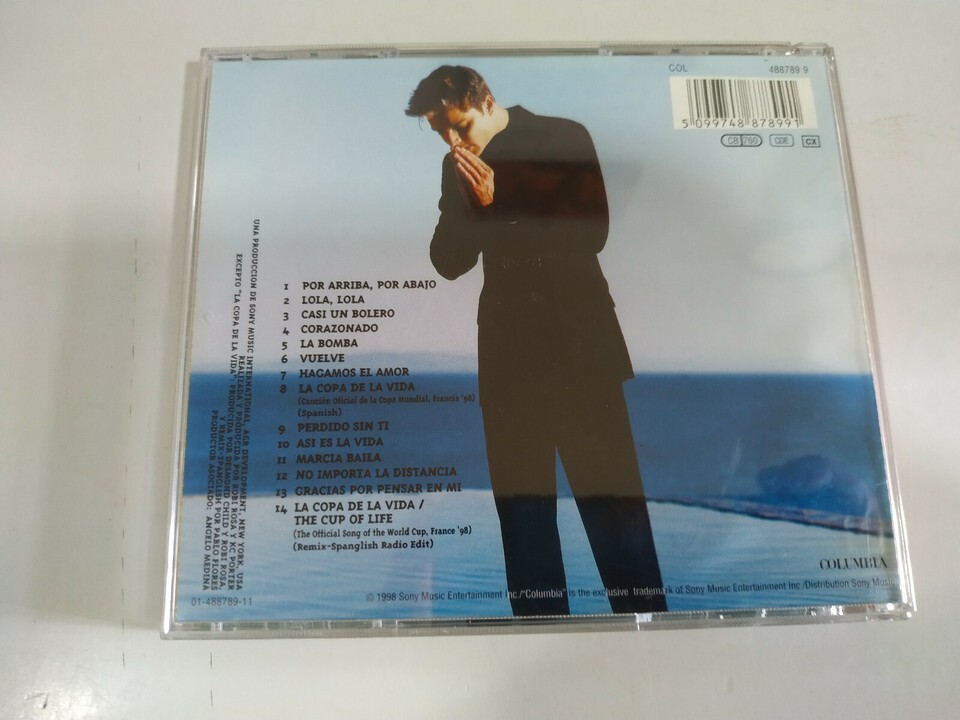 COL 488789 9
5 099748 878991
CB 760 CDE CX
1 POR ARRIBA, POR ABAJO
2 LOLA, LOLA
3 CASI UN BOLERO
4 CORAZONADO
5 LA BOMBA
6 VUELVE
7 HAGAMOS EL AMOR
8 LA COPA DE LA VIDA
(Canción Oficial de la Copa Mundial, Francia '98)
(Spanish)
9 PERDIDO SIN TI
10 ASI ES LA VIDA
11 MARCIA BAILA
12 NO IMPORTA LA DISTANCIA
13 GRACIAS POR PENSAR EN MI
14 LA COPA DE LA VIDA /
THE CUP OF LIFE
(The Official Song of the World Cup, France '98)
(Remix-Spanglish Radio Edit)
UNA PRODUCCION DE SONY MUSIC INTERNATIONAL, A&R DEVELOPMENT, NEW YORK, USA
REALIZADA Y PRODUCIDA POR ROBI ROSA Y KC PORTER
EXCEPTO "LA COPA DE LA VIDA": PRODUCIDA POR DESMOND CHILD Y ROBI ROSA,
Y REMIX-SPANGLISH POR PABLO FLORES
PRODUCTOR ASOCIADO: ANGELO MEDINA
COLUMBIA
01-488789-11
© 1998 Sony Music Entertainment Inc./"Columbia" is the exclusive trademark of Sony Music Entertainment Inc./Distribution Sony Music